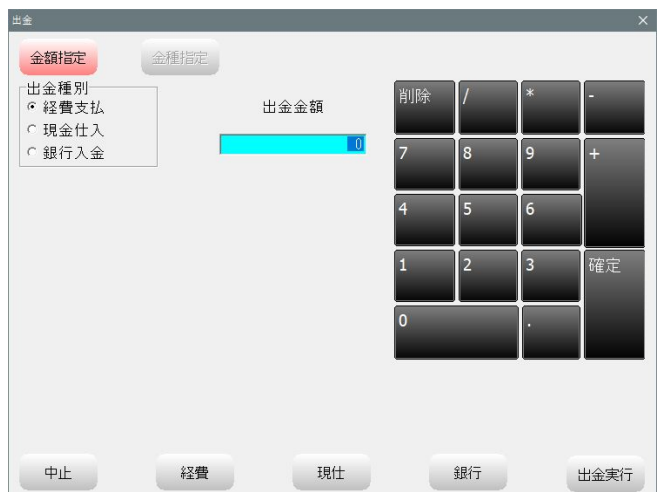 出金
金額指定 金種指定
出金種別
経費支払
現金仕入
銀行入金
出金金額
0
削除 / * -
7 8 9 +
4 5 6
1 2 3 確定
0 .
中止 経費 現仕 銀行 出金実行